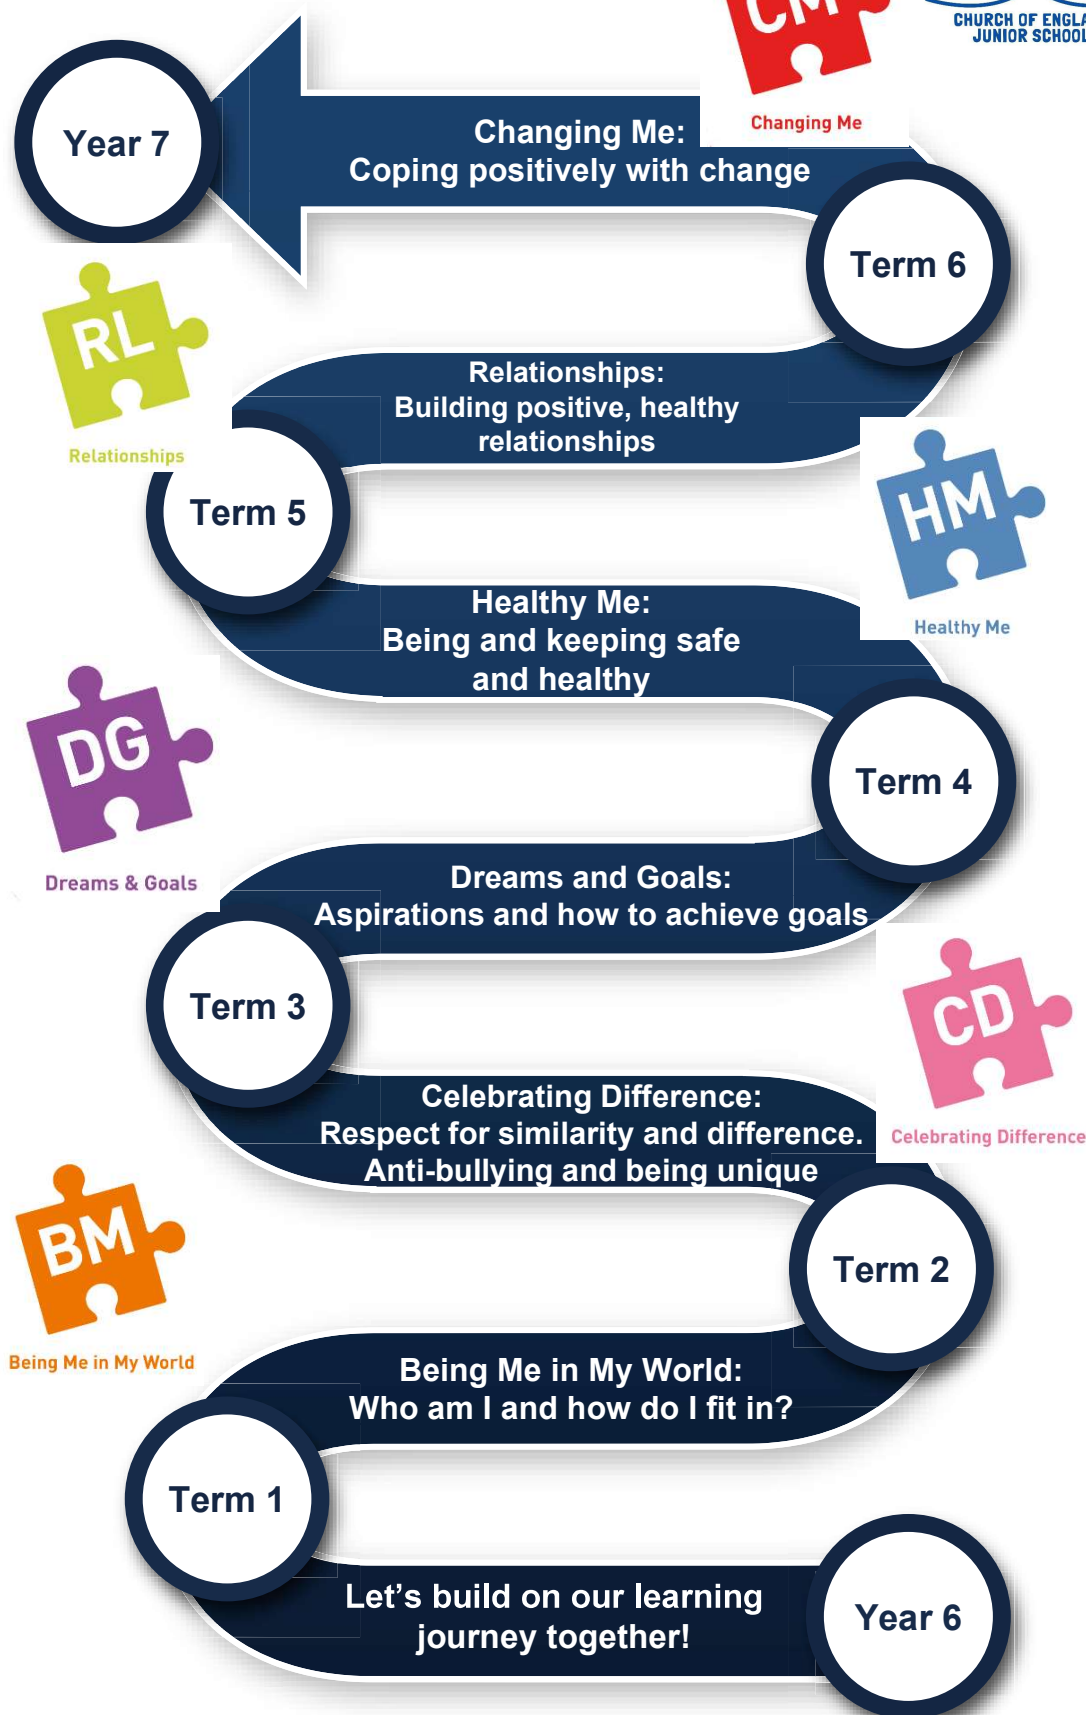 CM
CHURCH OF ENGLA
JUNIOR SCHOOL
Changing Me
Year 7
Changing Me:
Coping positively with change
Term 6
RL
Relationships
Relationships:
Building positive, healthy
relationships
HM
Healthy Me
Term 5
Healthy Me:
Being and keeping safe
and healthy
DG
Dreams & Goals
Term 4
Dreams and Goals:
Aspirations and how to achieve goals
CD
Celebrating Difference
Term 3
Celebrating Difference:
Respect for similarity and difference.
Anti-bullying and being unique
BM
Being Me in My World
Term 2
Being Me in My World:
Who am I and how do I fit in?
Term 1
Let's build on our learning
journey together!
Year 6